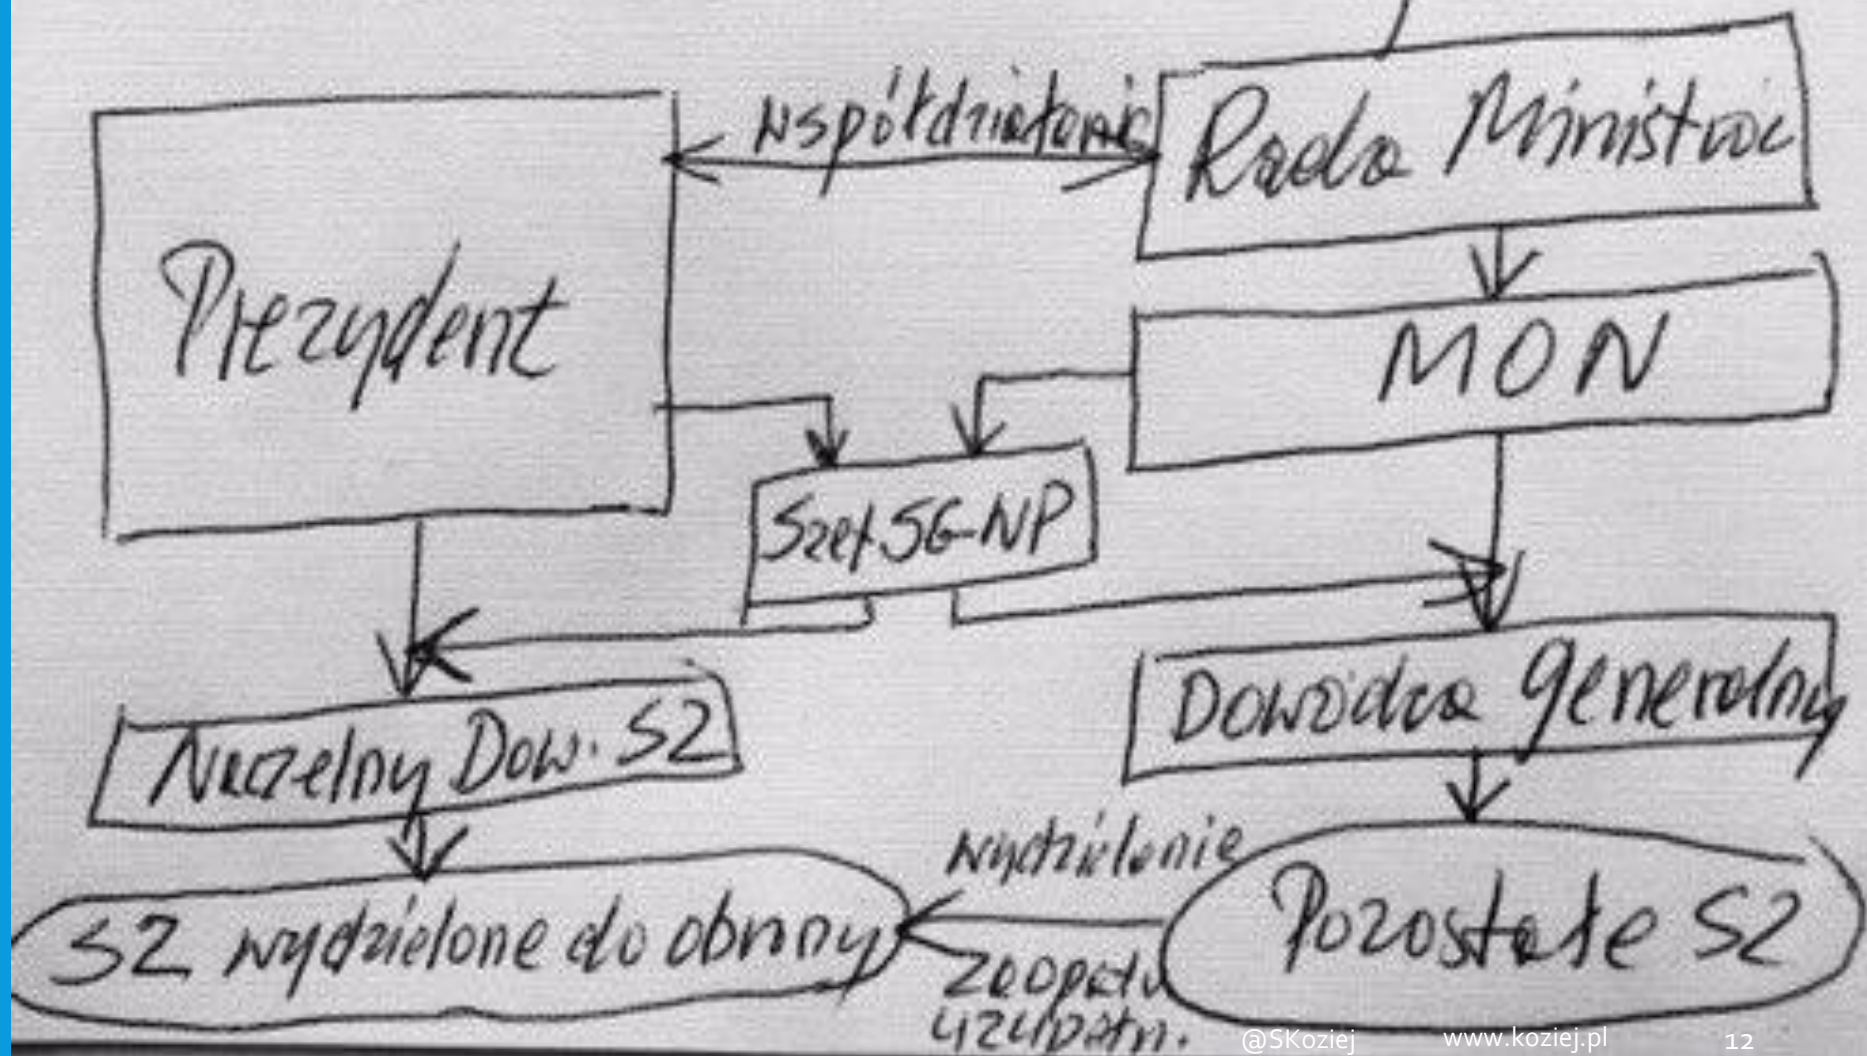 współdziałanie
Rada Ministrów
Prezydent
MON
Szef SG-NP
Naczelny Dow. SZ
Dowódca Generalny
wydzielenie
SZ wydzielone do obrony
Pozostałe SZ
zaopatrz
uzupełn.
@SKoziej www.koziej.pl 12